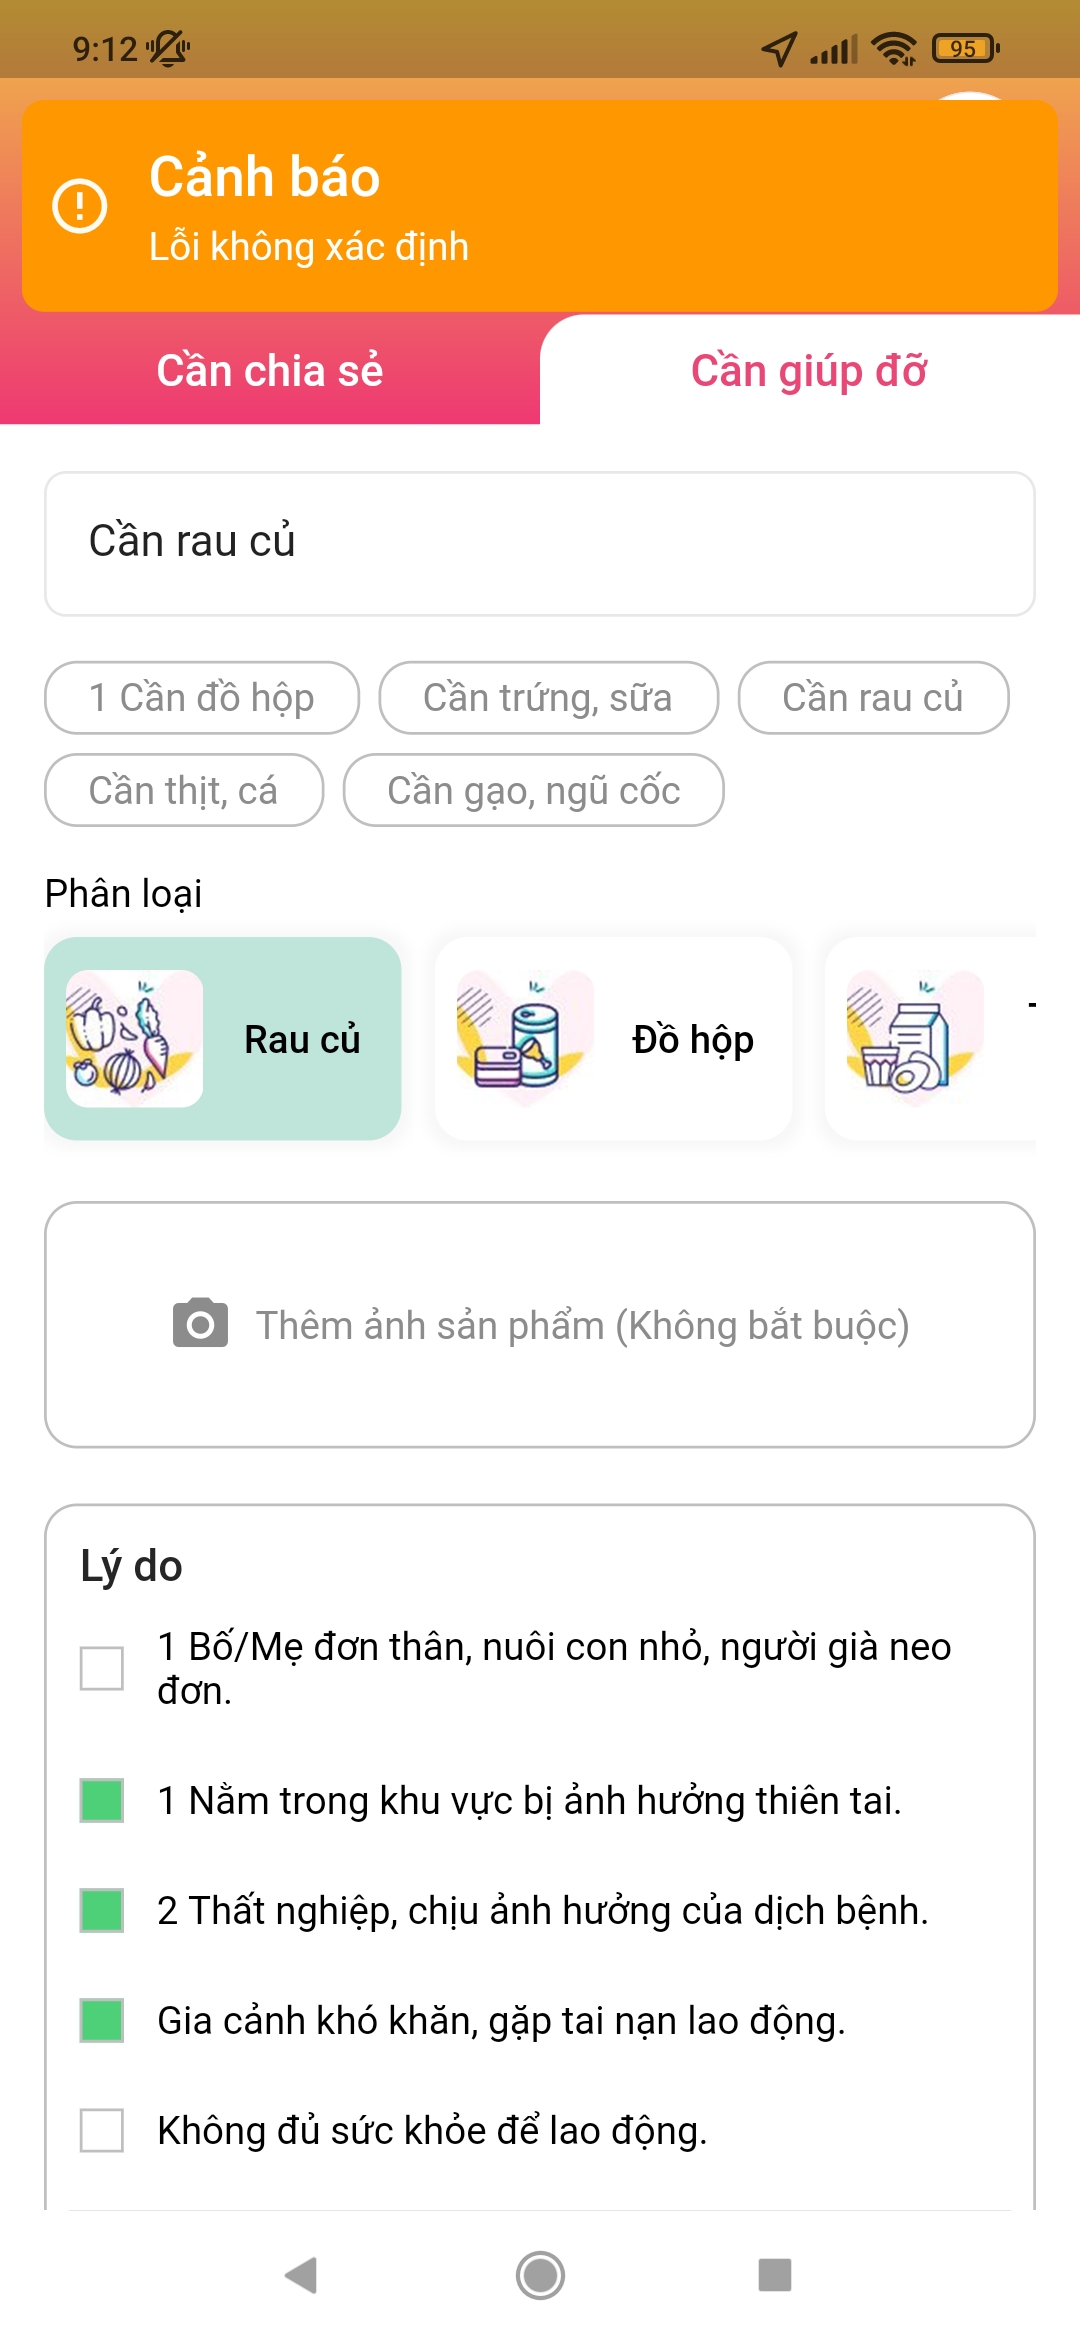 9:12
95
Cảnh báo
Lỗi không xác định
Cần chia sẻ
Cần giúp đỡ
Cần rau củ
1 Cần đồ hộp
Cần trứng, sữa
Cần rau củ
Cần thịt, cá
Cần gạo, ngũ cốc
Phân loại
Rau củ
Đồ hộp
Thêm ảnh sản phẩm (Không bắt buộc)
Lý do
1 Bố/Mẹ đơn thân, nuôi con nhỏ, người già neo
đơn.
1 Nằm trong khu vực bị ảnh hưởng thiên tai.
2 Thất nghiệp, chịu ảnh hưởng của dịch bệnh.
Gia cảnh khó khăn, gặp tai nạn lao động.
Không đủ sức khỏe để lao động.